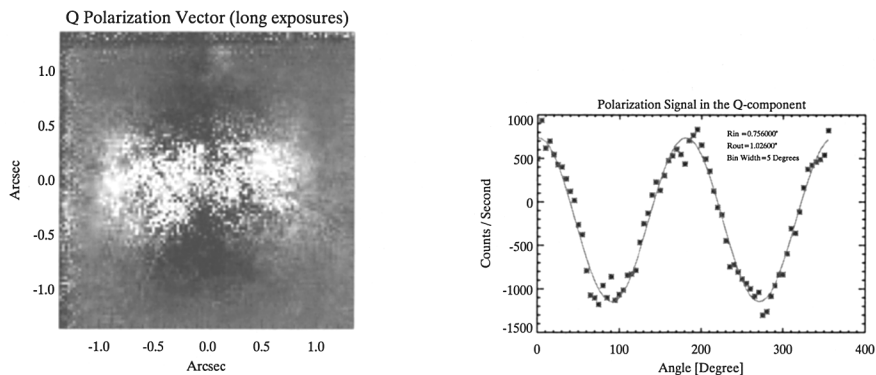 Q Polarization Vector (long exposures)
1.0
0.5
0.0
-0.5
-1.0
Arcsec
-1.0 -0.5 0.0 0.5 1.0
Arcsec
Polarization Signal in the Q-component
Rin=0.756000"
Rout=1.02600"
Bin Width=5 Degrees
1000
500
0
-500
-1000
-1500
Counts / Second
0 100 200 300 400
Angle [Degree]